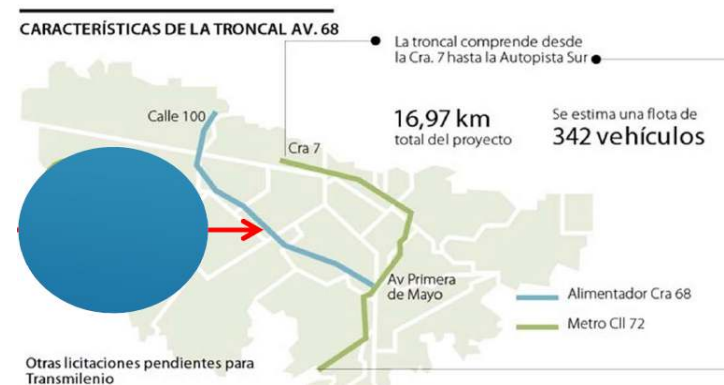 CARACTERÍSTICAS DE LA TRONCAL AV. 68
La troncal comprende desde
la Cra. 7 hasta la Autopista Sur
Calle 100
16,97 km
total del proyecto
Se estima una flota de
342 vehículos
Cra 7
Av Primera
de Mayo
Alimentador Cra 68
Metro Cll 72
Otras licitaciones pendientes para
Transmilenio